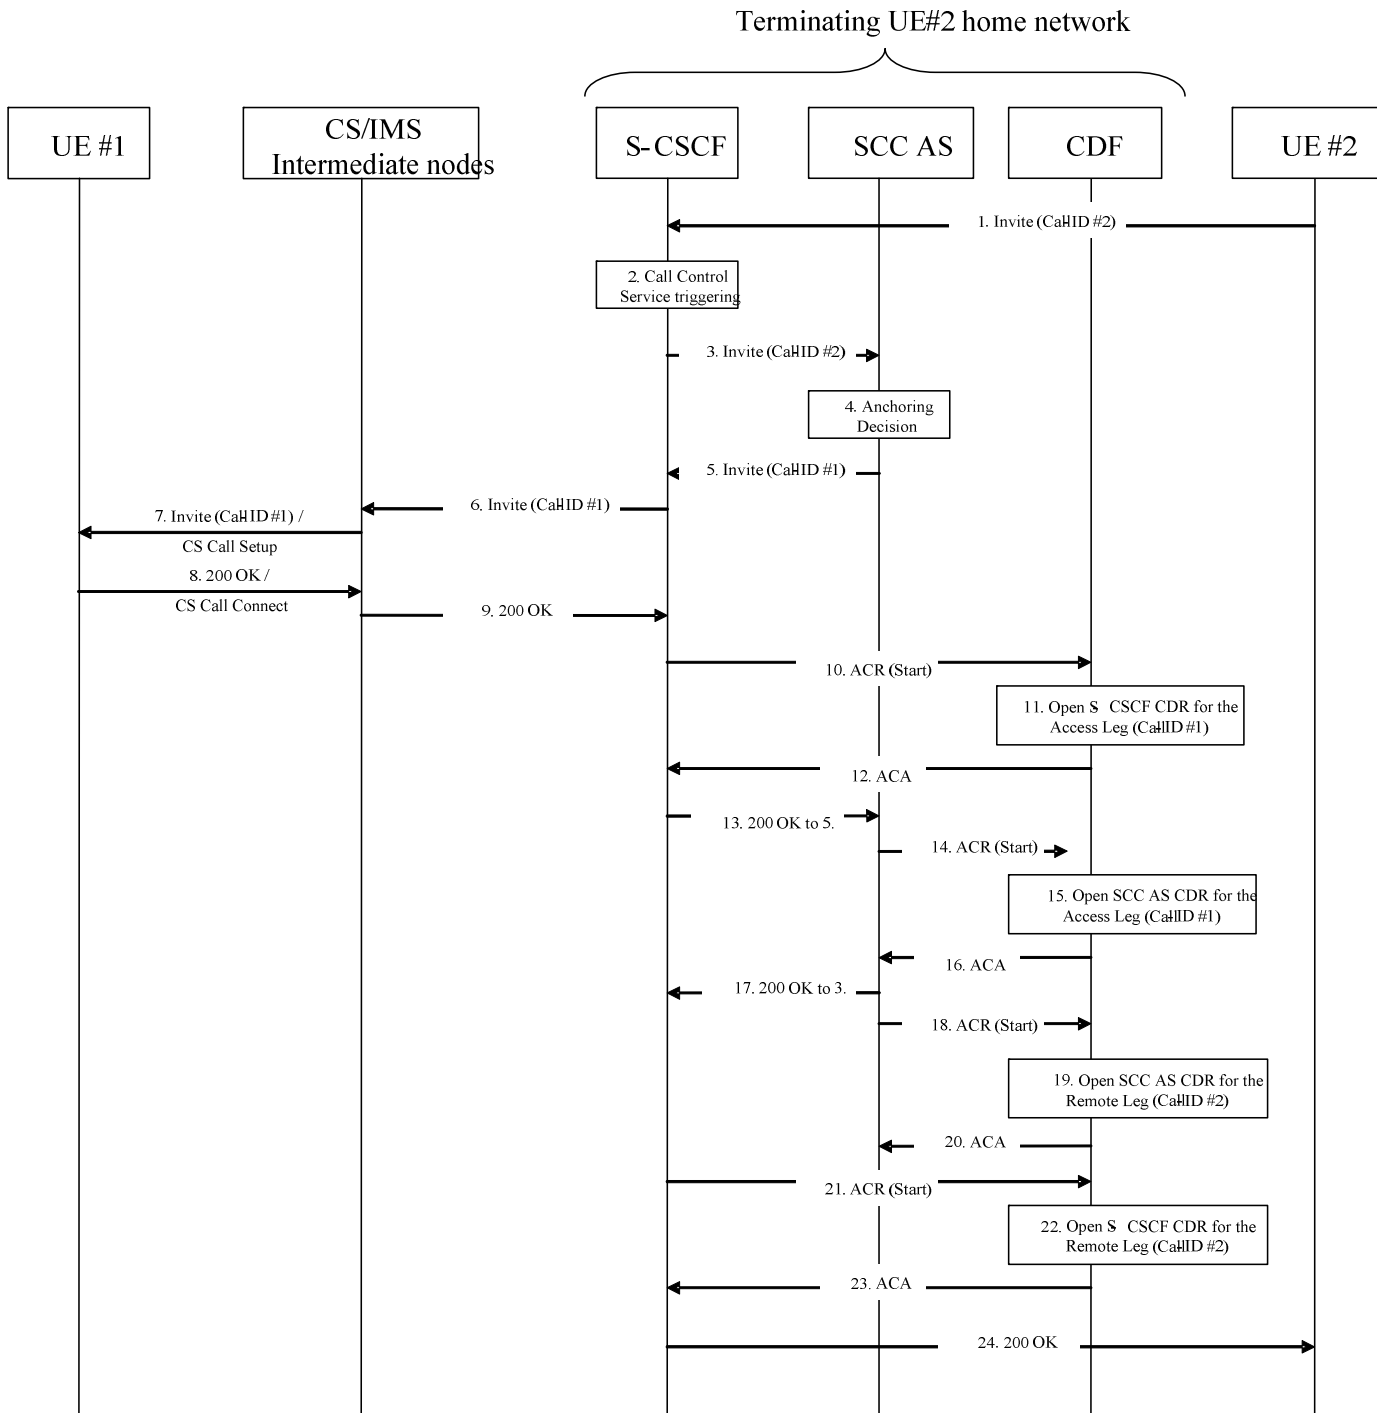 Terminating UE#2 home network
UE #1
CS/IMS
Intermediate nodes
S-CSCF
SCC AS
CDF
UE #2
1. Invite (Call-ID #2)
2. Call Control
Service triggering
3. Invite (Call-ID #2)
4. Anchoring
Decision
5. Invite (Call-ID #1)
6. Invite (Call-ID #1)
7. Invite (Call-ID #1) /
CS Call Setup
8. 200 OK /
CS Call Connect
9. 200 OK
10. ACR (Start)
11. Open S- CSCF CDR for the
Access Leg (Call-ID #1)
12. ACA
13. 200 OK to 5.
14. ACR (Start)
15. Open SCC AS CDR for the
Access Leg (Call-ID #1)
16. ACA
17. 200 OK to 3.
18. ACR (Start)
19. Open SCC AS CDR for the
Remote Leg (Call-ID #2)
20. ACA
21. ACR (Start)
22. Open S- CSCF CDR for the
Remote Leg (Call-ID #2)
23. ACA
24. 200 OK